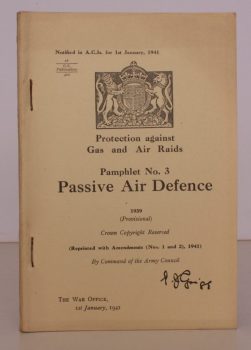 Notified in A.C.Is. for 1st January, 1941
Protection against
Gas and Air Raids
Pamphlet No. 3
Passive Air Defence
1939
(Provisional)
Crown Copyright Reserved
(Reprinted with Amendments (Nos. 1 and 2), 1941)
By Command of the Army Council
THE WAR OFFICE,
1st January, 1941